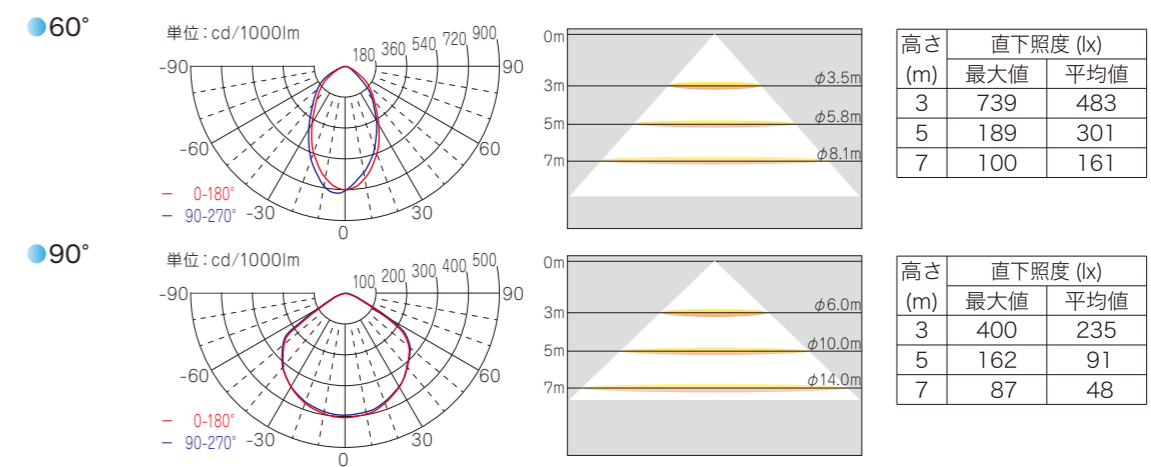 60°
単位：cd/1000lm
180 360 540 720 900
-90 90
-60 60
-30 30
0
0-180°
90-270°
0m
3m φ3.5m
5m φ5.8m
7m φ8.1m
高さ 直下照度 (lx)
(m) 最大値 平均値
3 739 483
5 189 301
7 100 161
90°
単位：cd/1000lm
100 200 300 400 500
-90 90
-60 60
-30 30
0
0-180°
90-270°
0m
3m φ6.0m
5m φ10.0m
7m φ14.0m
高さ 直下照度 (lx)
(m) 最大値 平均値
3 400 235
5 162 91
7 87 48